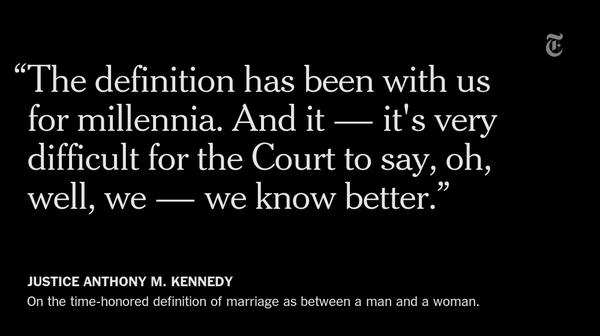 “The definition has been with us
for millennia. And it — it's very
difficult for the Court to say, oh,
well, we — we know better.”
JUSTICE ANTHONY M. KENNEDY
On the time-honored definition of marriage as between a man and a woman.